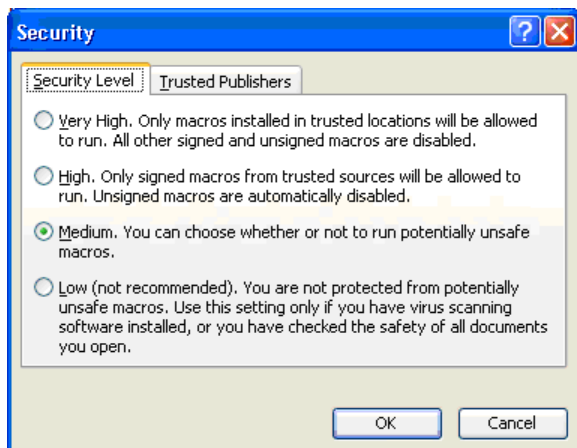 Security
Security Level Trusted Publishers
Very High. Only macros installed in trusted locations will be allowed
to run. All other signed and unsigned macros are disabled.
High. Only signed macros from trusted sources will be allowed to
run. Unsigned macros are automatically disabled.
Medium. You can choose whether or not to run potentially unsafe
macros.
Low (not recommended). You are not protected from potentially
unsafe macros. Use this setting only if you have virus scanning
software installed, or you have checked the safety of all documents
you open.
OK Cancel